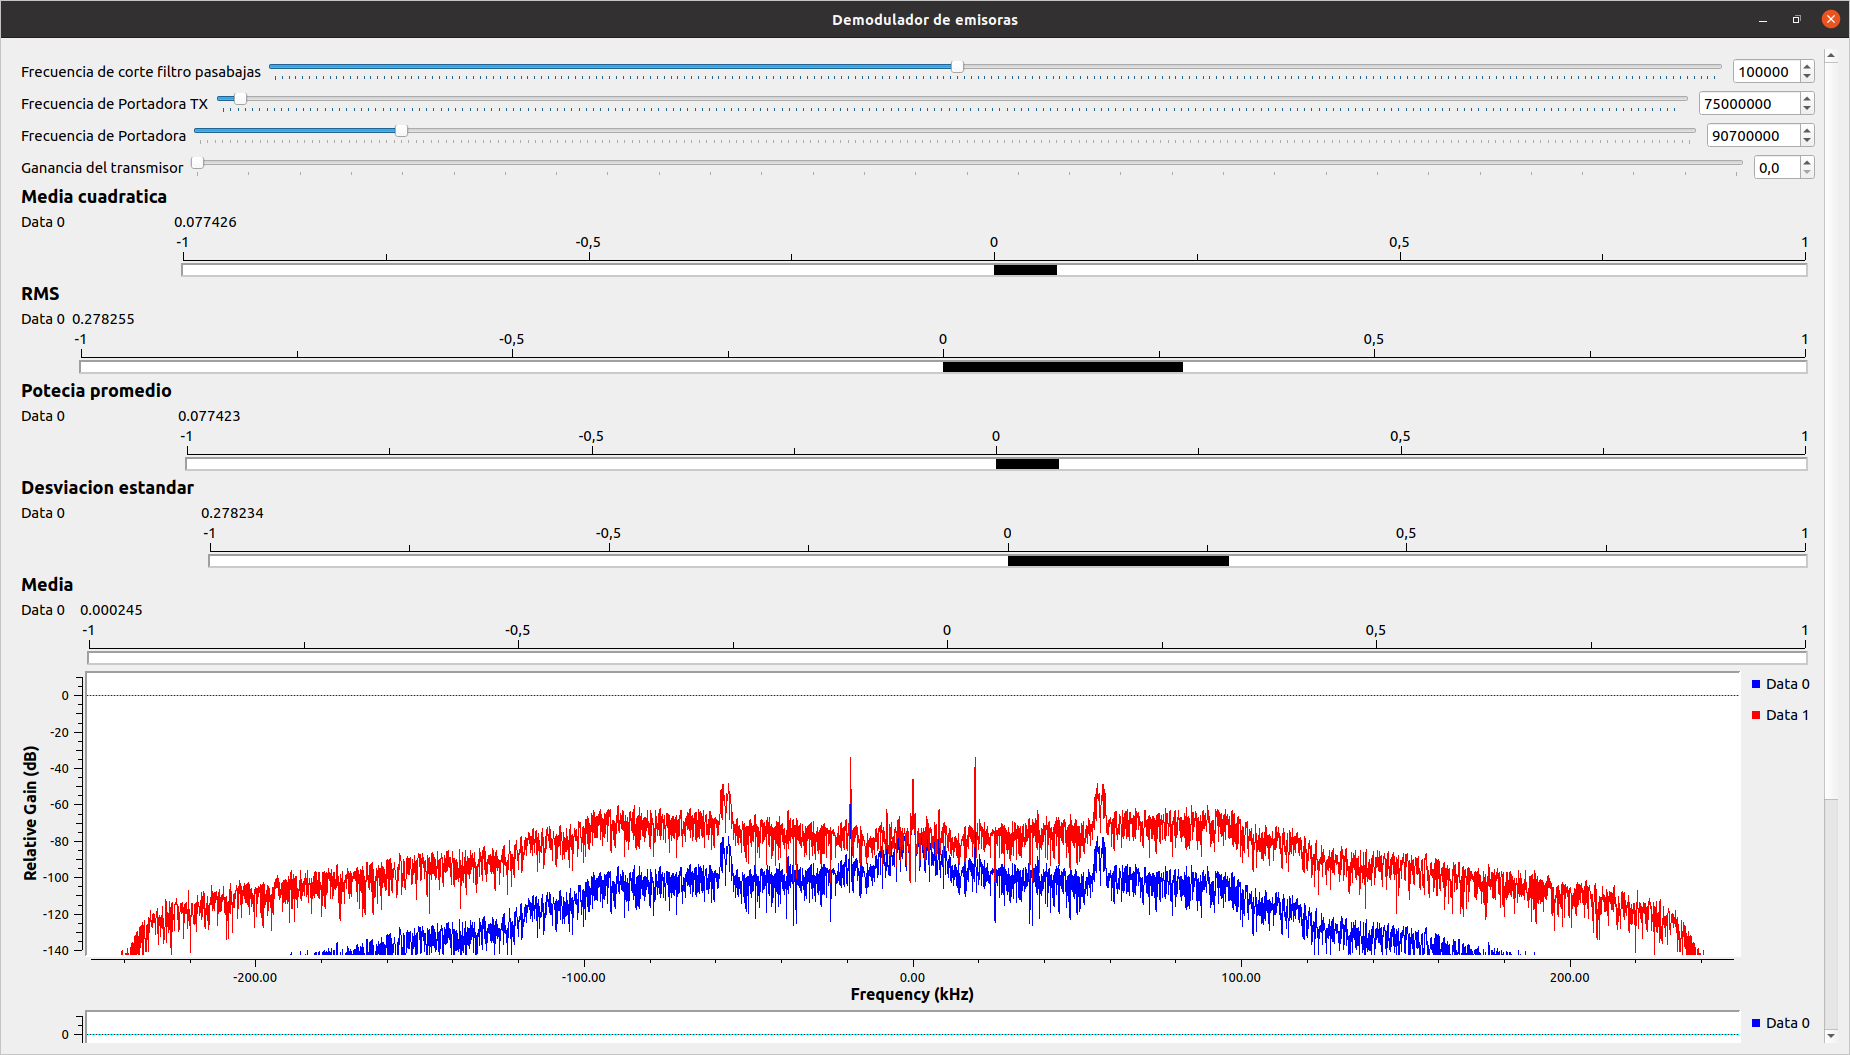 Demodulador de emisoras
Frecuencia de corte filtro pasabajas 100000
Frecuencia de Portadora TX 75000000
Frecuencia de Portadora 90700000
Ganancia del transmisor 0,0
Media cuadratica
Data 0 0.077426
-1 -0,5 0 0,5 1
RMS
Data 0 0.278255
-1 -0,5 0 0,5 1
Potecia promedio
Data 0 0.077423
-1 -0,5 0 0,5 1
Desviacion estandar
Data 0 0.278234
-1 -0,5 0 0,5 1
Media
Data 0 0.000245
-1 -0,5 0 0,5 1
Relative Gain (dB)
0
-20
-40
-60
-80
-100
-120
-140
Data 0
Data 1
-200.00 -100.00 0.00 100.00 200.00
Frequency (kHz)
0
Data 0